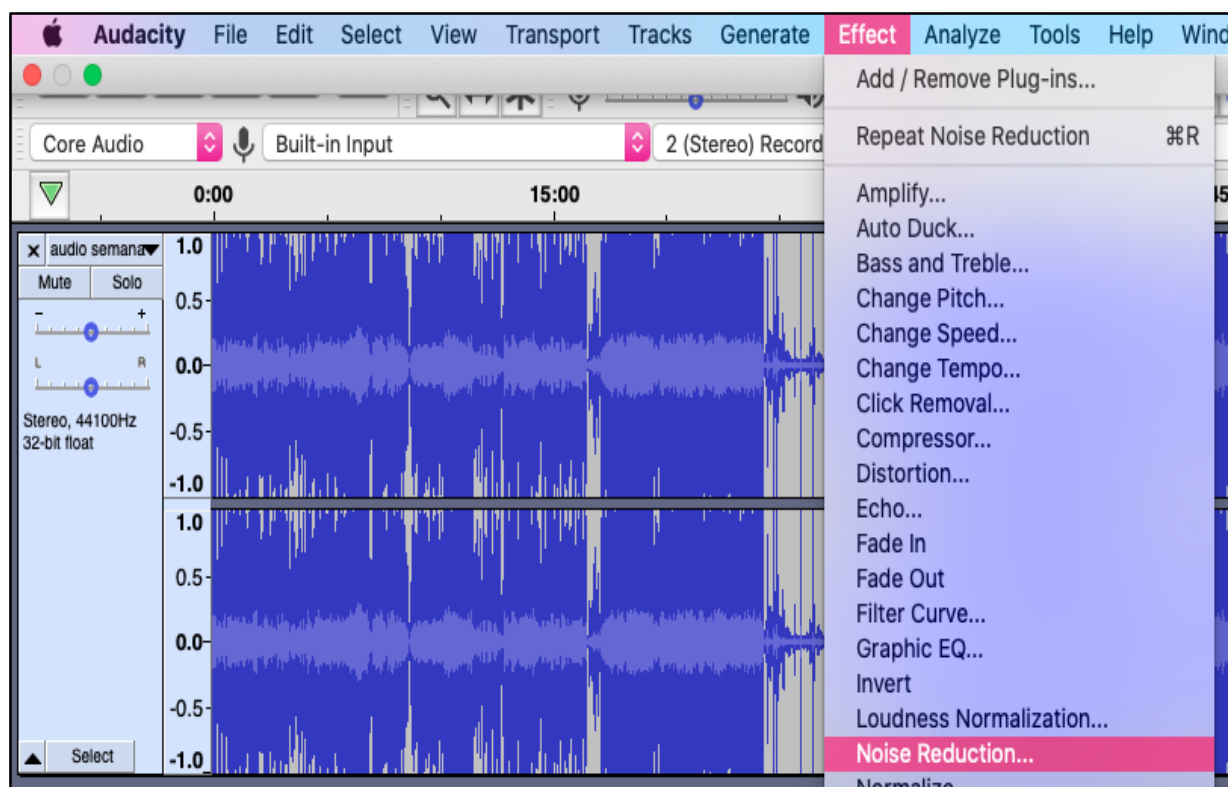 Audacity File Edit Select View Transport Tracks Generate Effect Analyze Tools Help
Add / Remove Plug-ins...
Repeat Noise Reduction ⌘R
Core Audio Built-in Input 2 (Stereo) Record
0:00 15:00
Amplify...
Auto Duck...
Bass and Treble...
Change Pitch...
Change Speed...
Change Tempo...
Click Removal...
Compressor...
Distortion...
Echo...
Fade In
Fade Out
Filter Curve...
Graphic EQ...
Invert
Loudness Normalization...
Noise Reduction...
Normalize...
x audio semana
Mute Solo
- +
L R
Stereo, 44100Hz
32-bit float
Select
1.0
0.5
0.0
-0.5
-1.0
1.0
0.5
0.0
-0.5
-1.0